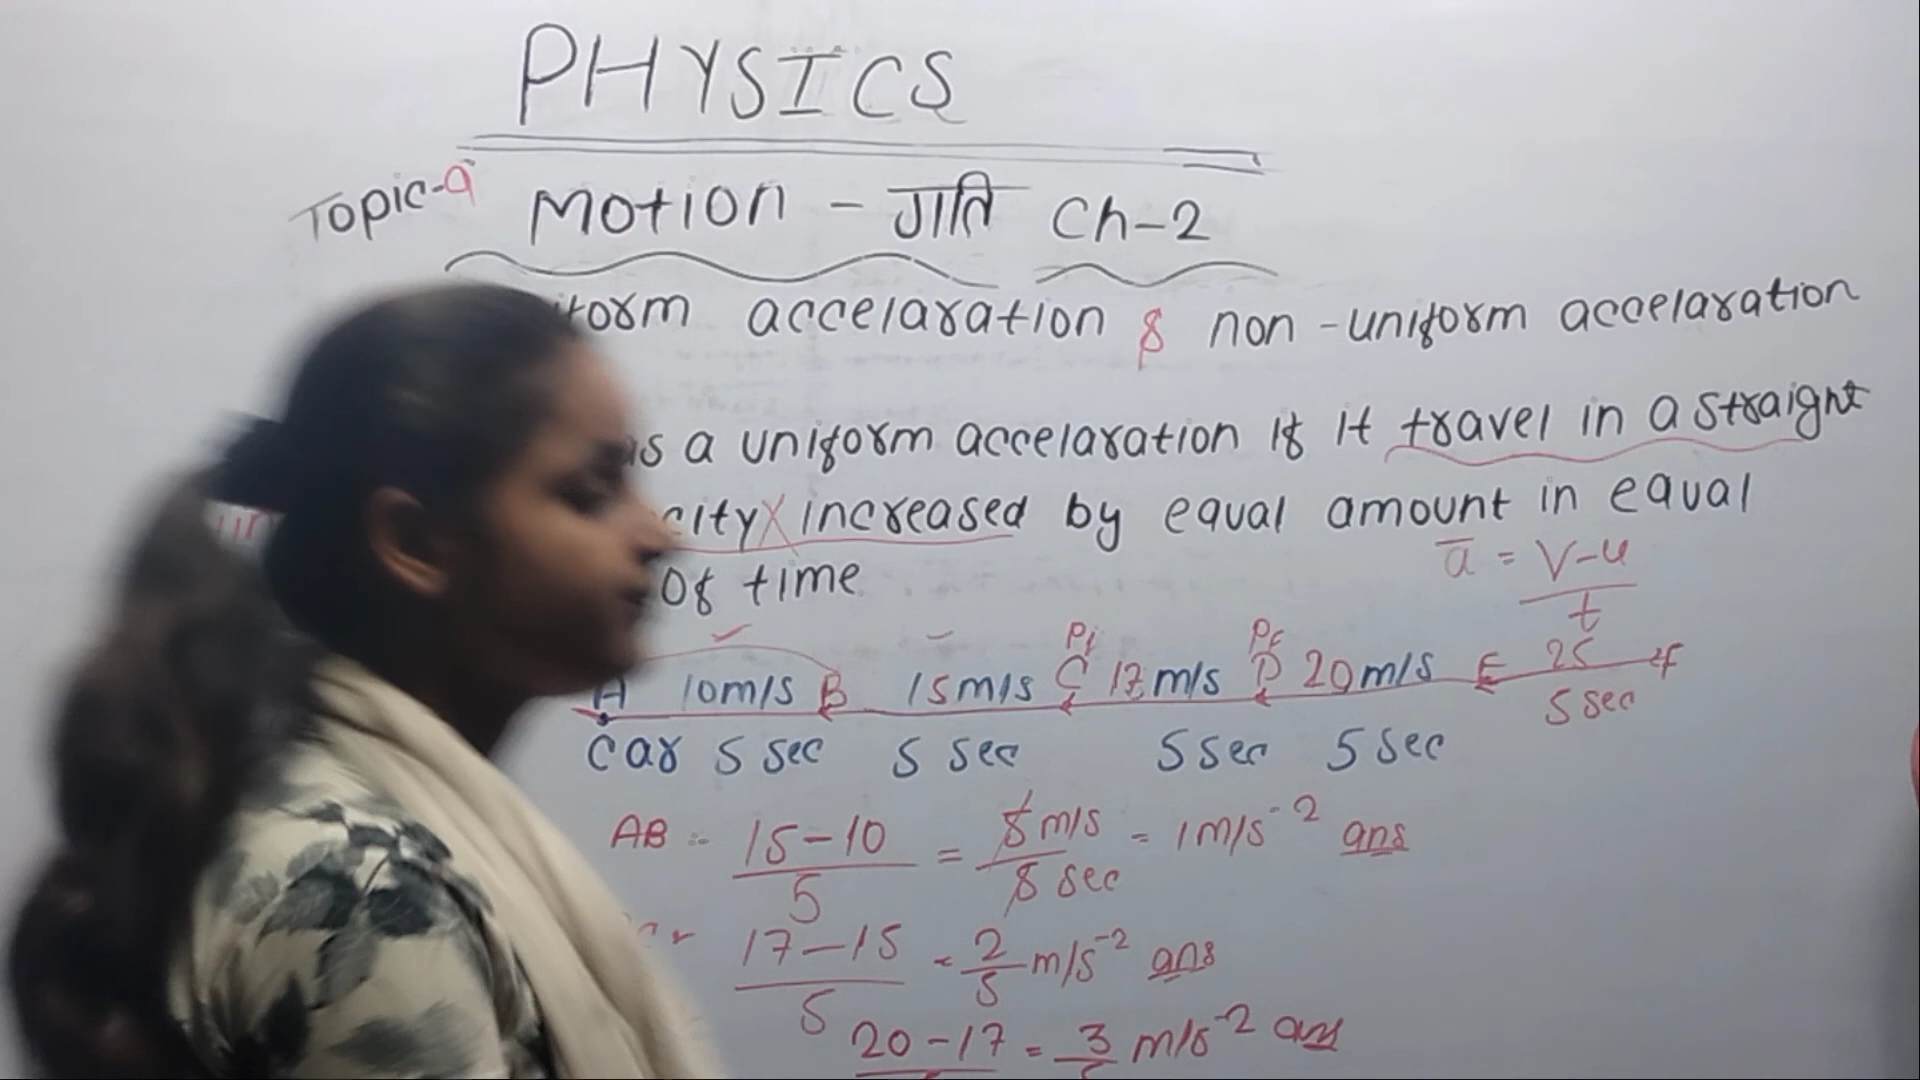 PHYSICS
Topic-9 Motion - गति Ch-2
accelaration & non-uniform accelaration
a uniform accelaration if it travel in a straight
increased by equal amount in equal
of time
a = v-u
t
A 10m/s B 15m/s C 17m/s D 20m/s E 25 F
car 5 sec 5 sec 5 sec 5 sec 5 sec
AB :- 15-10 = 5 m/s = 1 m/s-2 ans
5 5 sec
17-15 = 2 m/s-2 ans
5 5
20-17 = 3 m/s-2 ans